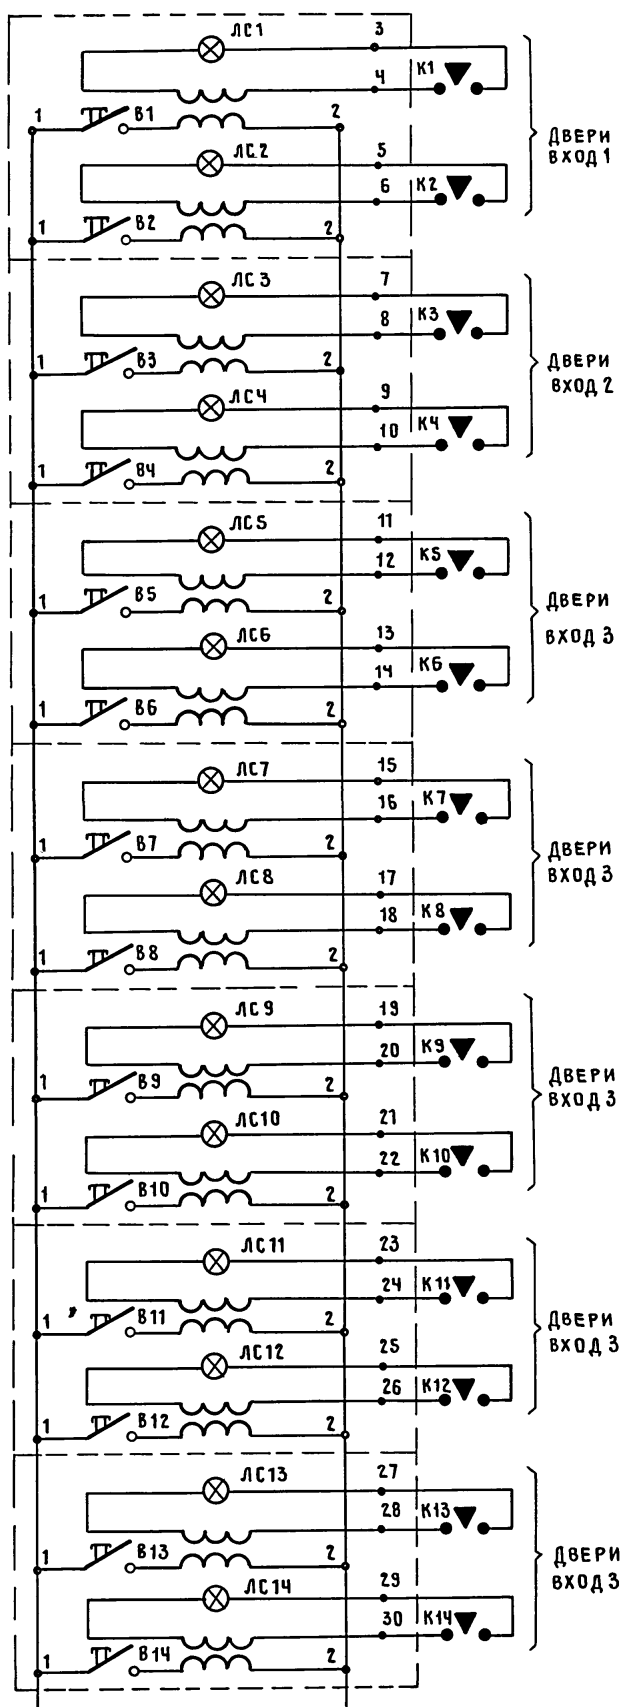 ЛС1 3
4 К1
1 В1 2
ДВЕРИ
ВХОД 1
ЛС2 5
6 К2
1 В2 2
ЛС3 7
8 К3
1 В3 2
ДВЕРИ
ВХОД 2
ЛС4 9
10 К4
1 В4 2
ЛС5 11
12 К5
1 В5 2
ДВЕРИ
ВХОД 3
ЛС6 13
14 К6
1 В6 2
ЛС7 15
16 К7
1 В7 2
ДВЕРИ
ВХОД 3
ЛС8 17
18 К8
1 В8 2
ЛС9 19
20 К9
1 В9 2
ДВЕРИ
ВХОД 3
ЛС10 21
22 К10
1 В10 2
ЛС11 23
24 К11
1 В11 2
ДВЕРИ
ВХОД 3
ЛС12 25
26 К12
1 В12 2
ЛС13 27
28 К13
1 В13 2
ДВЕРИ
ВХОД 3
ЛС14 29
30 К14
1 В14 2